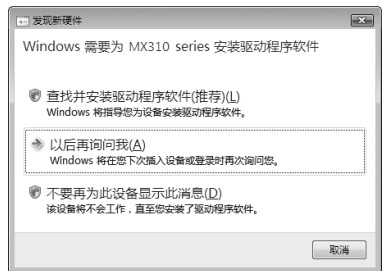 发现新硬件
Windows 需要为 MX310 series 安装驱动程序软件
查找并安装驱动程序软件(推荐)(L)
Windows 将指导您为设备安装驱动程序软件。
以后再询问我(A)
Windows 将在您下次插入设备或登录时再次询问您。
不要再为此设备显示此消息(D)
该设备将不会工作，直至您安装了驱动程序软件。
取消